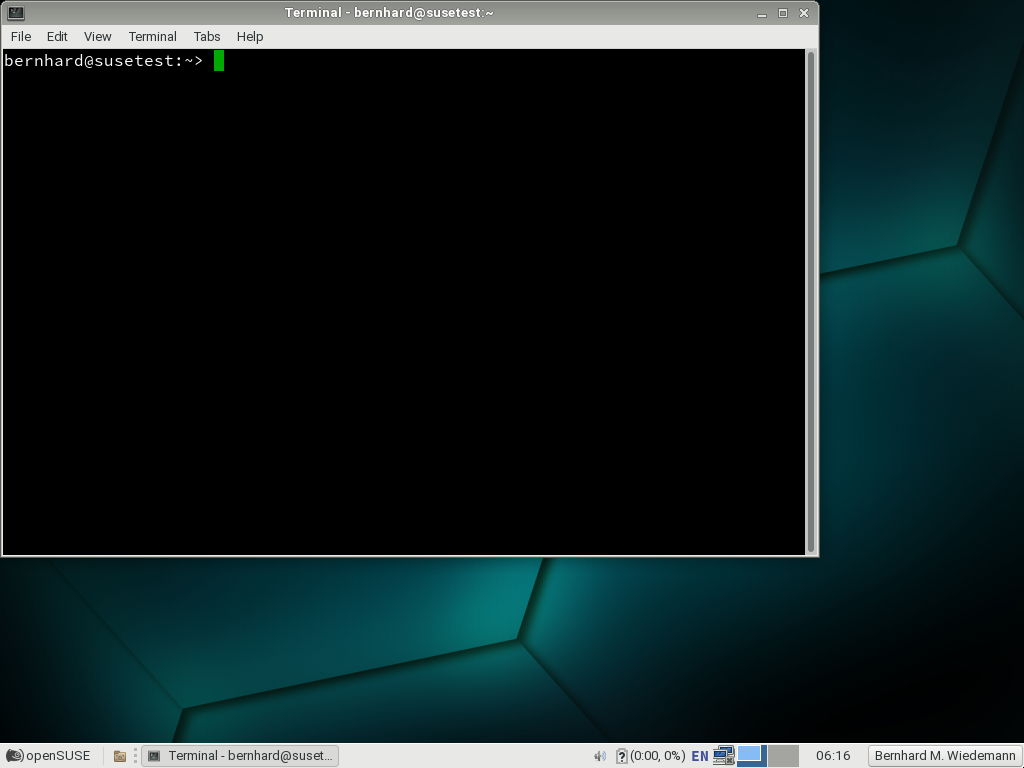 Terminal - bernhard@susetest:~
File Edit View Terminal Tabs Help
bernhard@susetest:~>
openSUSE Terminal - bernhard@suset... (0:00, 0%) EN 06:16 Bernhard M. Wiedemann